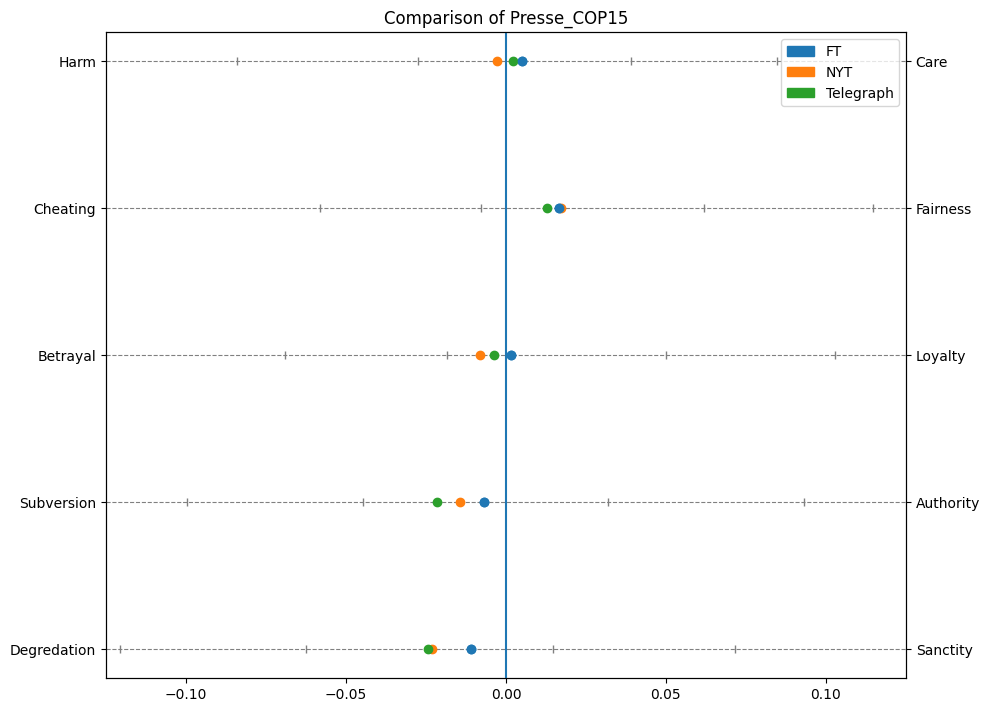 Comparison of Presse_COP15
FT
NYT
Telegraph
Harm
Care
Cheating
Fairness
Betrayal
Loyalty
Subversion
Authority
Degredation
Sanctity
−0.10
−0.05
0.00
0.05
0.10